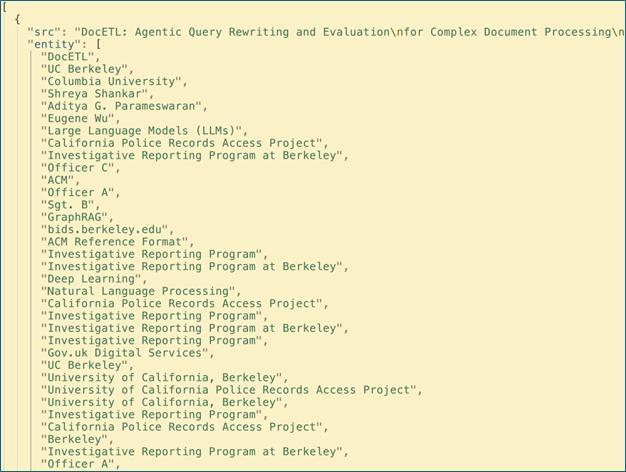 [
{
"src": "DocETL: Agentic Query Rewriting and Evaluation\nfor Complex Document Processing\n
"entity": [
"DocETL",
"UC Berkeley",
"Columbia University",
"Shreya Shankar",
"Aditya G. Parameswaran",
"Eugene Wu",
"Large Language Models (LLMs)",
"California Police Records Access Project",
"Investigative Reporting Program at Berkeley",
"Officer C",
"ACM",
"Officer A",
"Sgt. B",
"GraphRAG",
"bids.berkeley.edu",
"ACM Reference Format",
"Investigative Reporting Program",
"Investigative Reporting Program at Berkeley",
"Deep Learning",
"Natural Language Processing",
"California Police Records Access Project",
"Investigative Reporting Program",
"Investigative Reporting Program at Berkeley",
"Investigative Reporting Program",
"Gov.uk Digital Services",
"UC Berkeley",
"University of California, Berkeley",
"University of California Police Records Access Project",
"University of California, Berkeley",
"Investigative Reporting Program",
"California Police Records Access Project",
"Berkeley",
"Investigative Reporting Program at Berkeley",
"Officer A",